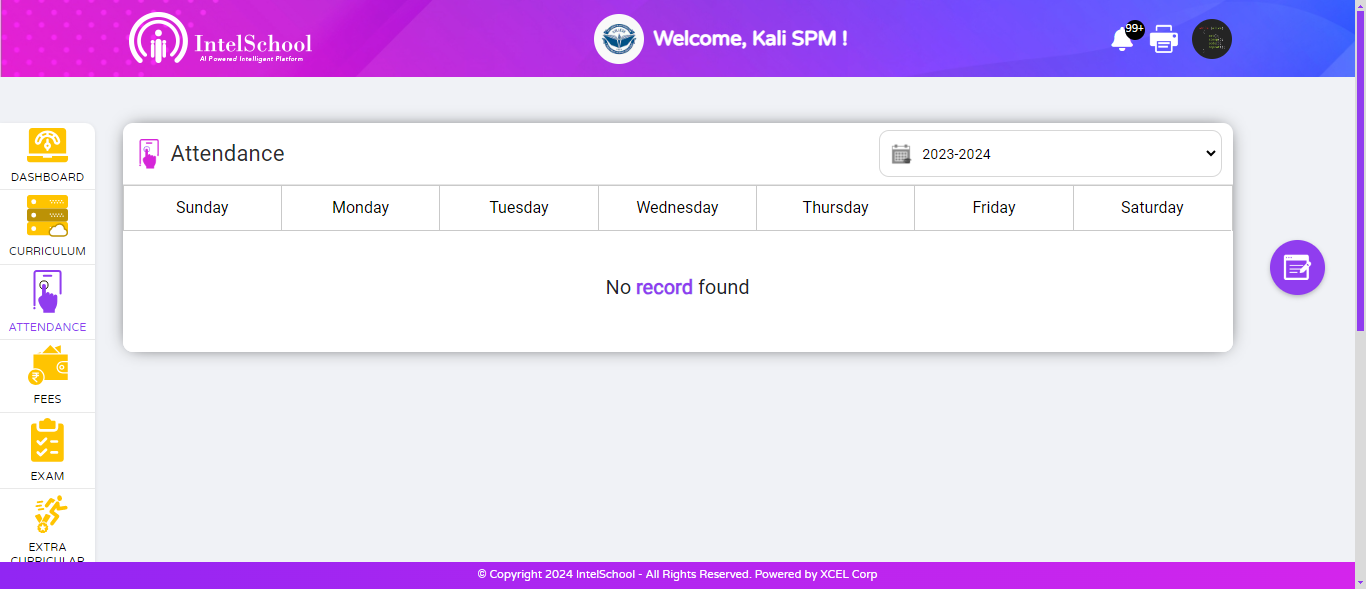 IntelSchool
AI Powered Intelligent Platform
Welcome, Kali SPM !
99+
Attendance
2023-2024
Sunday Monday Tuesday Wednesday Thursday Friday Saturday
No record found
DASHBOARD
CURRICULUM
ATTENDANCE
FEES
EXAM
EXTRA
CURRICULAR
© Copyright 2024 IntelSchool - All Rights Reserved. Powered by XCEL Corp